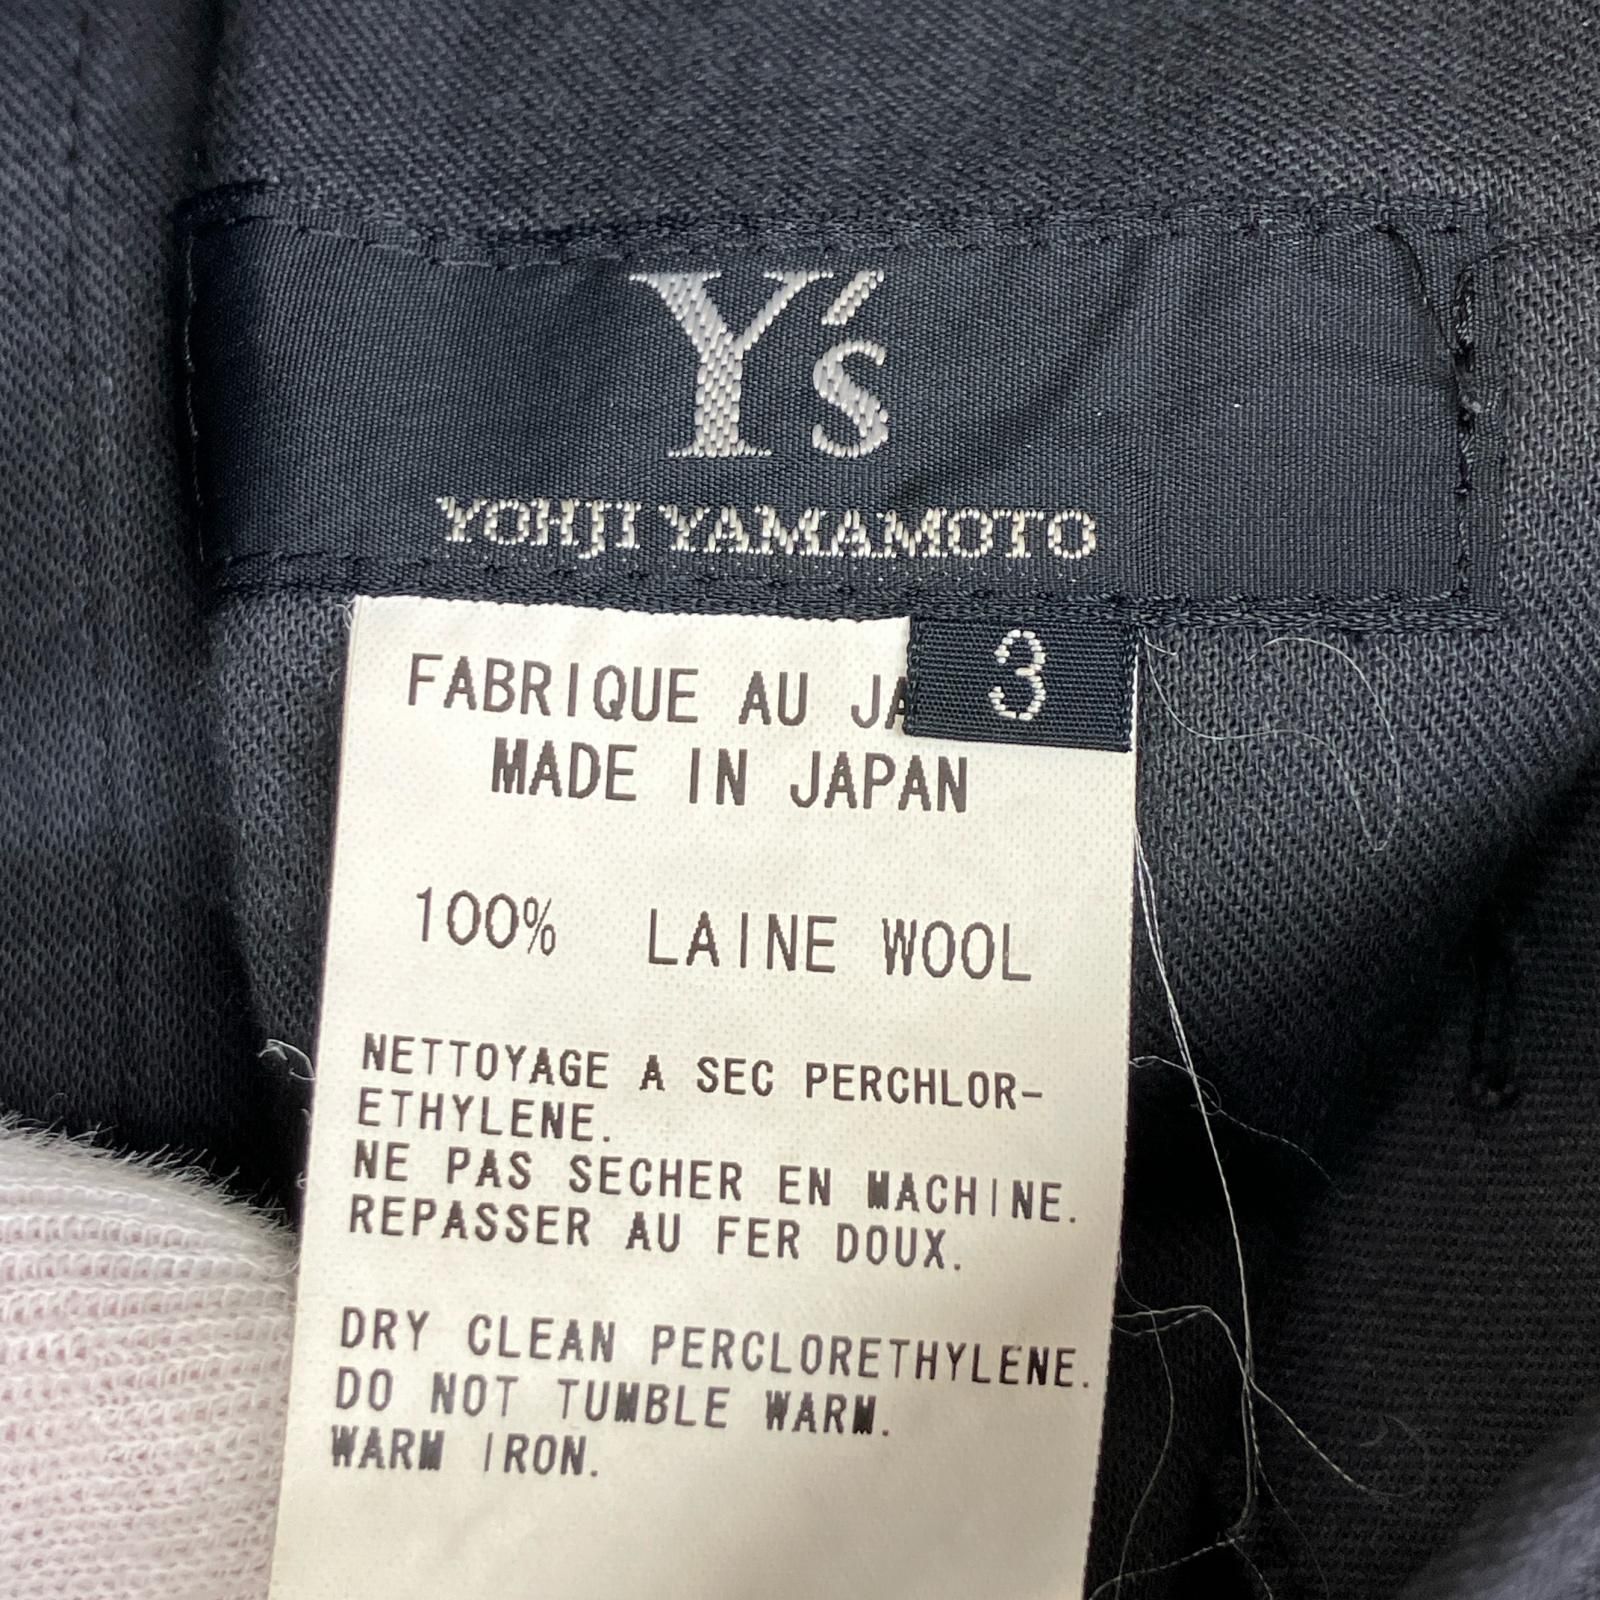 Y's
YOHJI YAMAMOTO
3
FABRIQUE AU
MADE IN JAPAN
100% LAINE WOOL
NETTOYAGE A SEC PERCHLOR-
ETHYLENE.
NE PAS SECHER EN MACHINE.
REPASSER AU FER DOUX.
DRY CLEAN PERCLORETHYLENE.
DO NOT TUMBLE WARM.
WARM IRON.